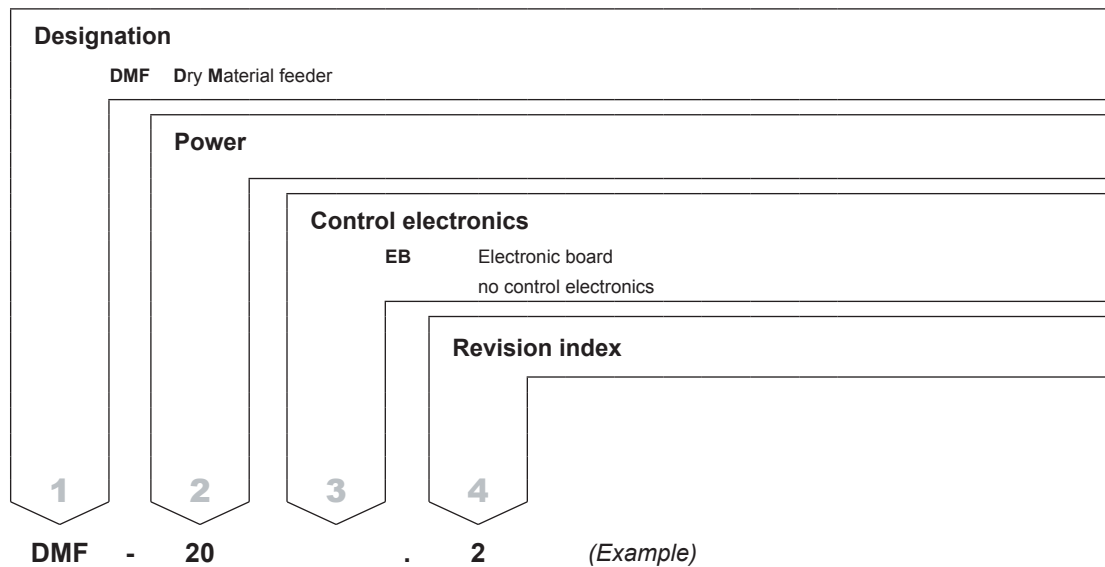 Designation
DMF Dry Material feeder
Power
Control electronics
EB Electronic board
no control electronics
Revision index
1 2 3 4
DMF - 20 . 2 (Example)